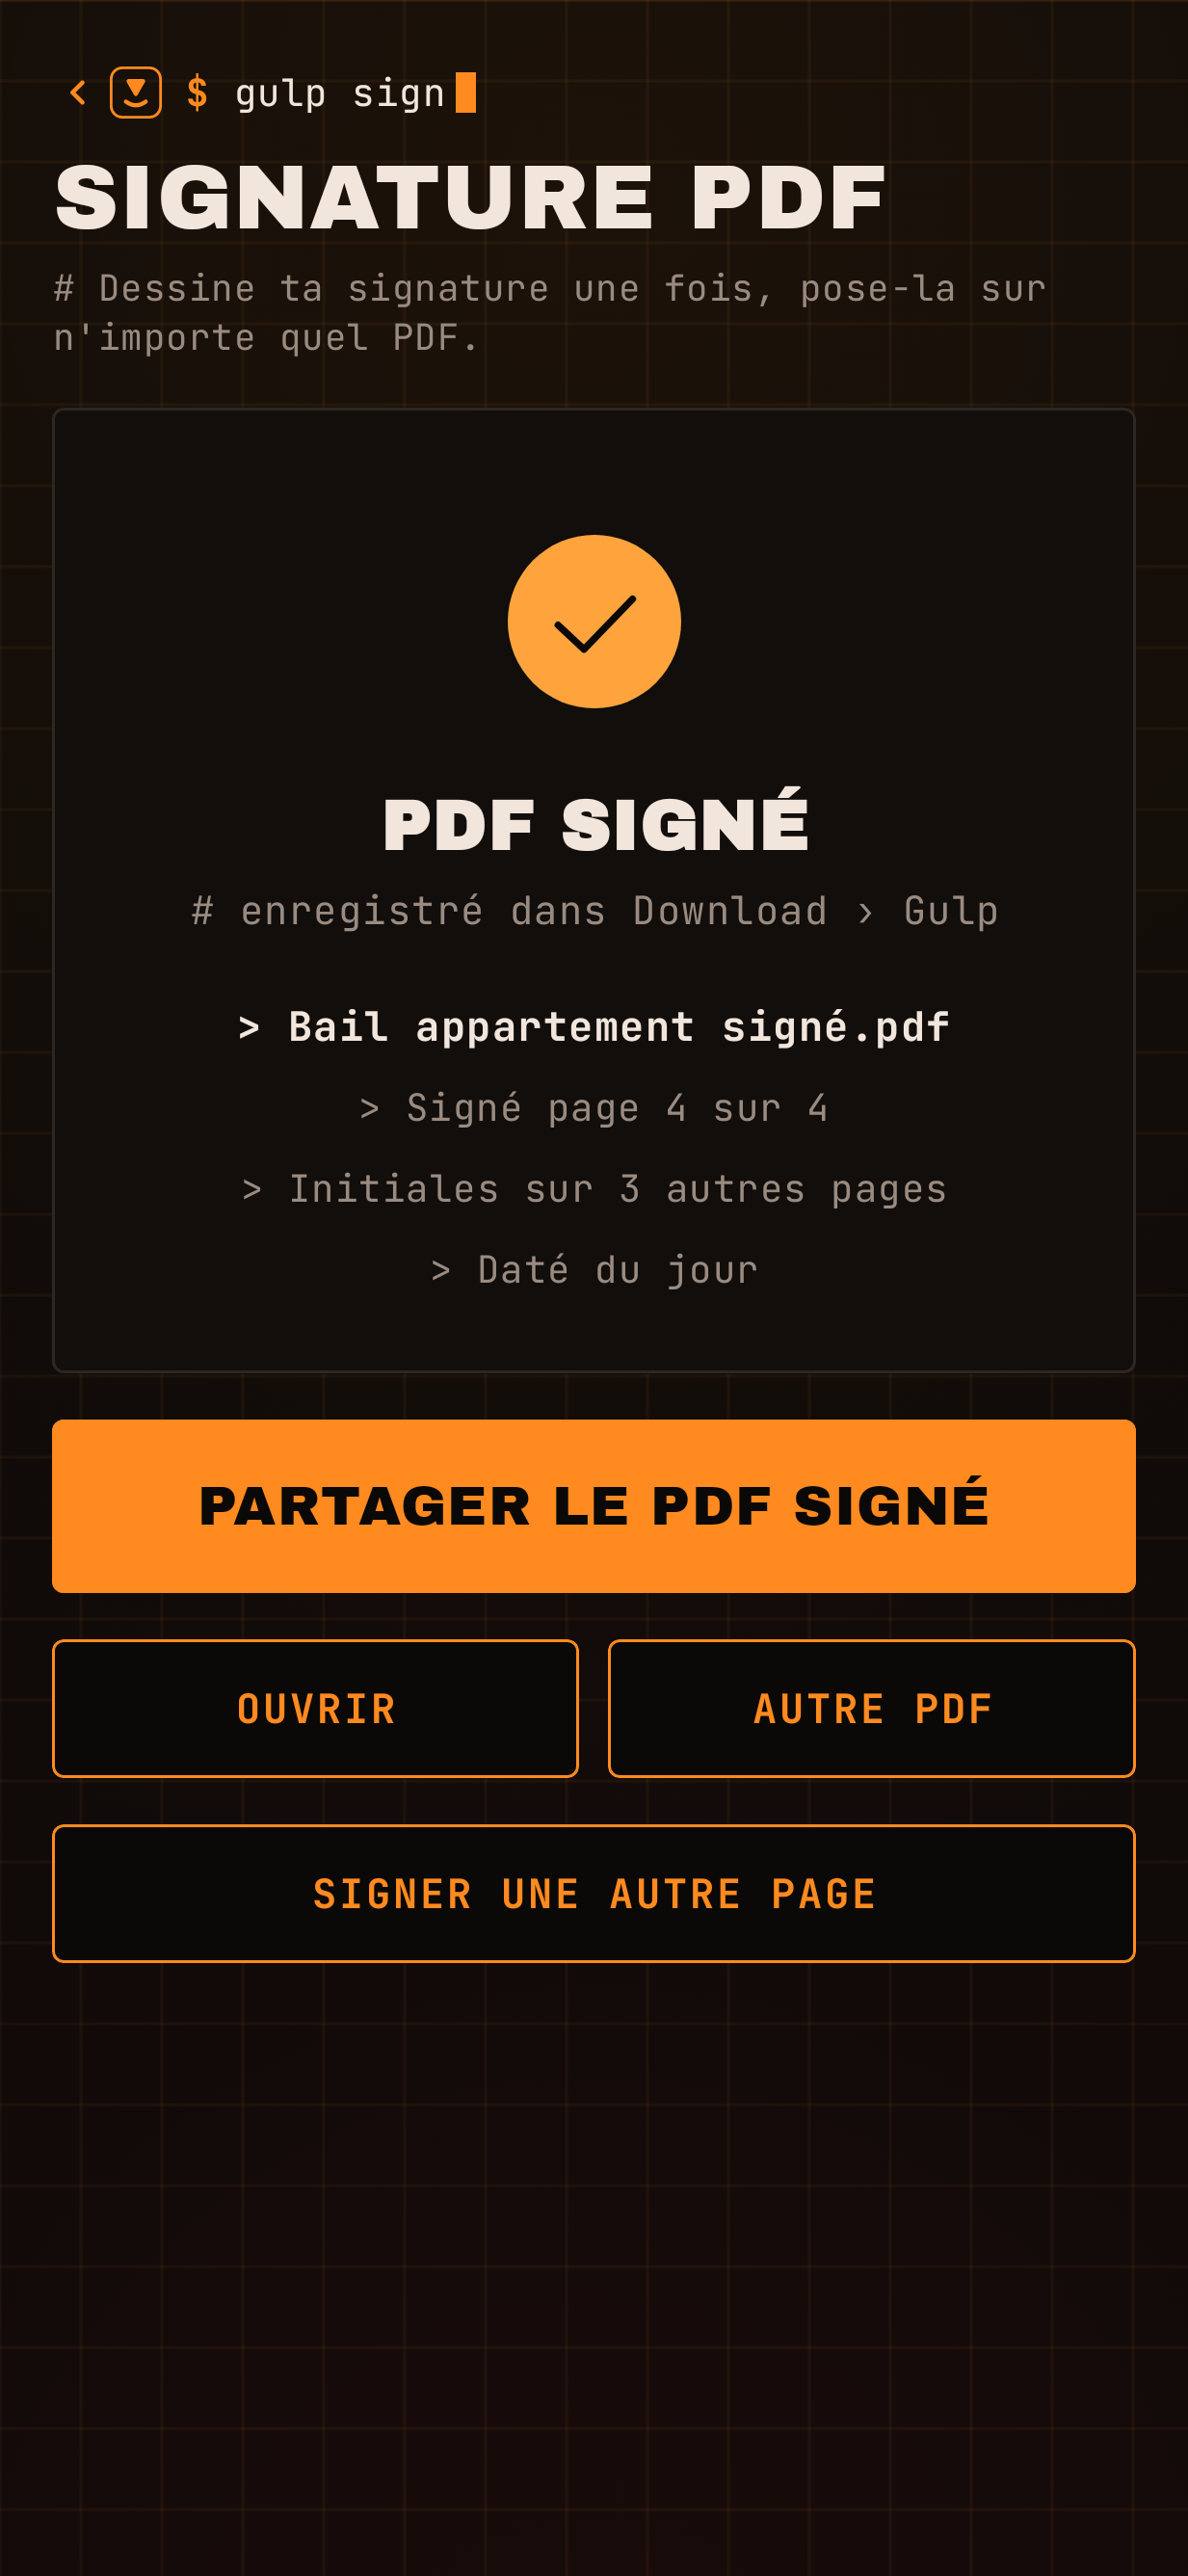 $ gulp sign
SIGNATURE PDF
# Dessine ta signature une fois, pose-la sur
n'importe quel PDF.
PDF SIGNÉ
# enregistré dans Download › Gulp
> Bail appartement signé.pdf
> Signé page 4 sur 4
> Initiales sur 3 autres pages
> Daté du jour
PARTAGER LE PDF SIGNÉ
OUVRIR
AUTRE PDF
SIGNER UNE AUTRE PAGE